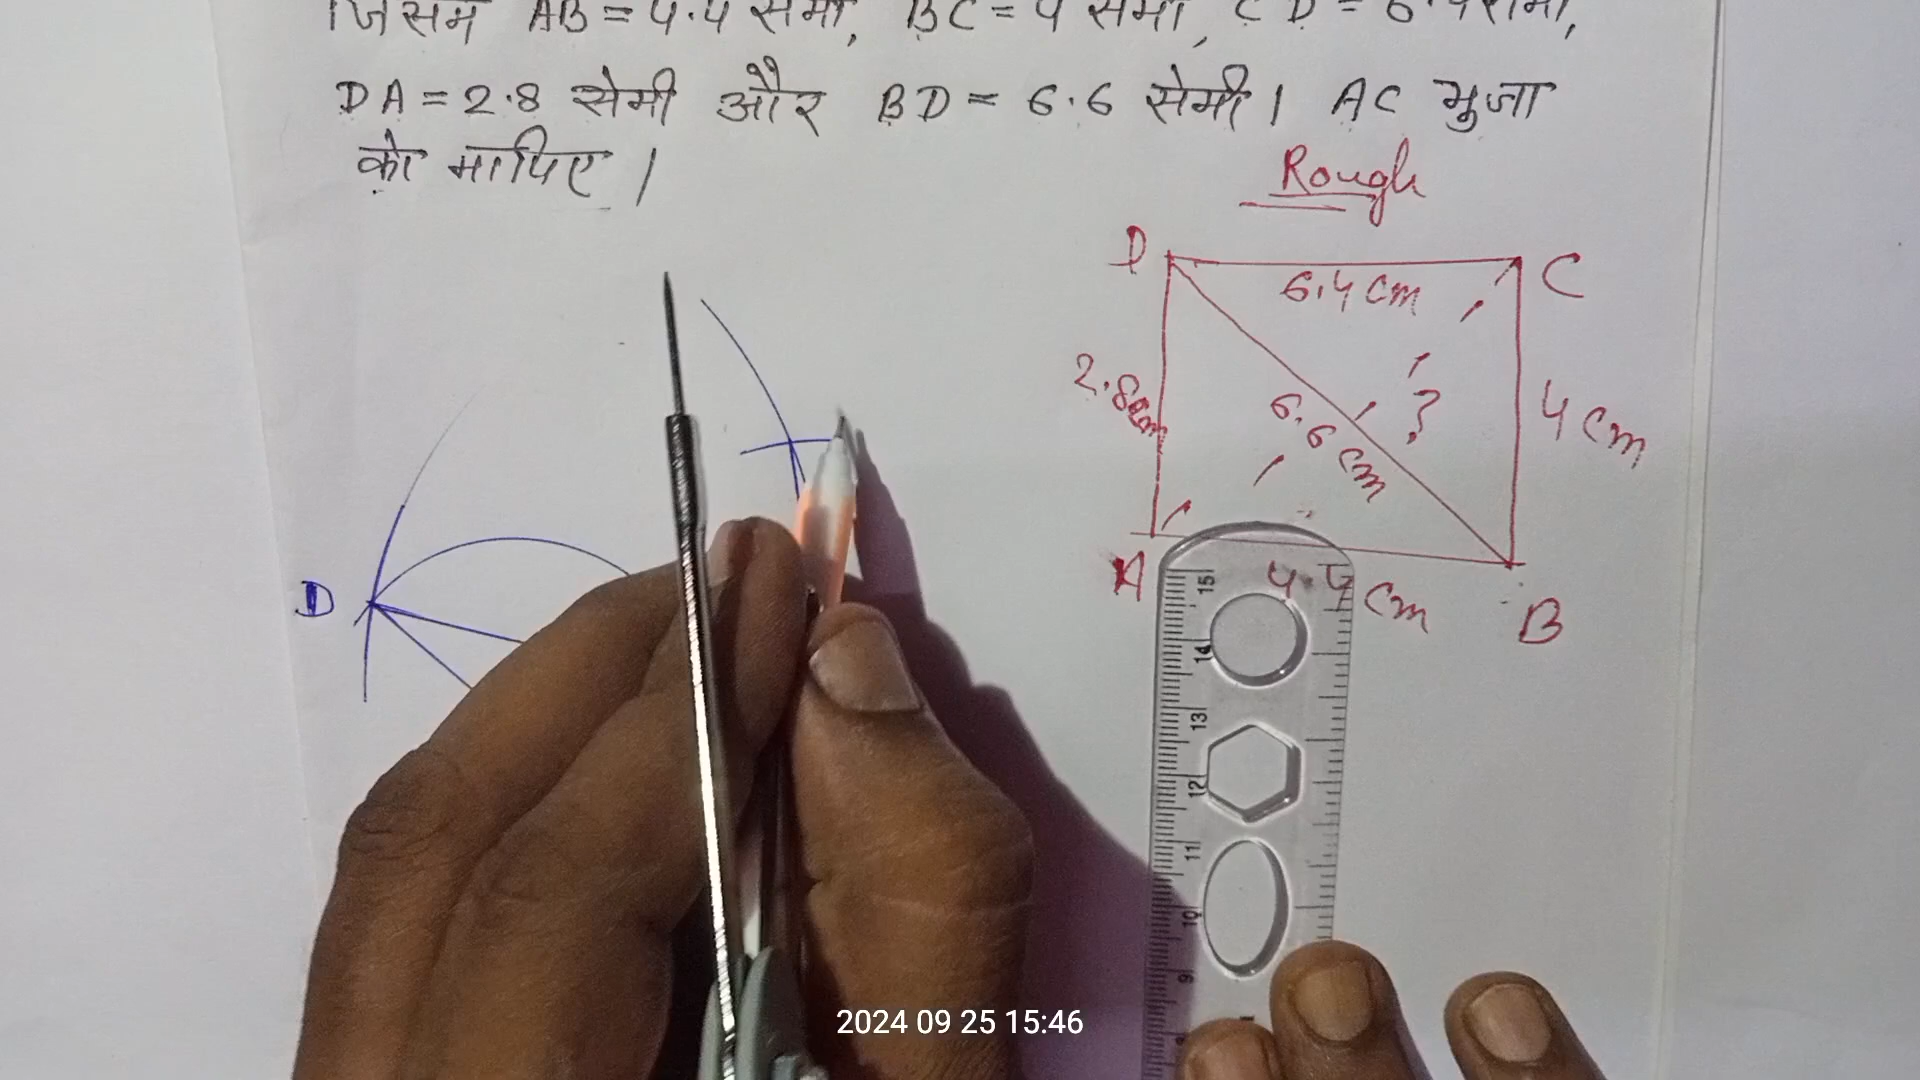 जिसमें AB = 4.4 सेमी, BC = 4 सेमी, CD = 6.4 सेमी,
DA = 2.8 सेमी और BD = 6.6 सेमी। AC भुजा
को मापिए।
Rough
D
C
6.4 cm
2.8cm
6.6 cm
?
4 cm
A
4.4 cm
B
D
15
14
13
12
11
10
9
2024 09 25 15:46